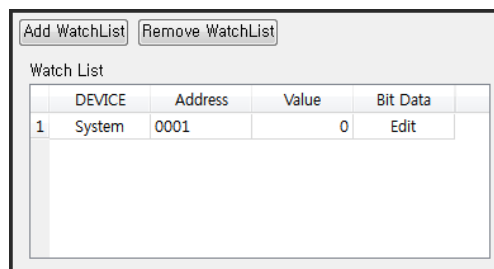 Add WatchList Remove WatchList
Watch List
DEVICE Address Value Bit Data
1 System 0001 0 Edit